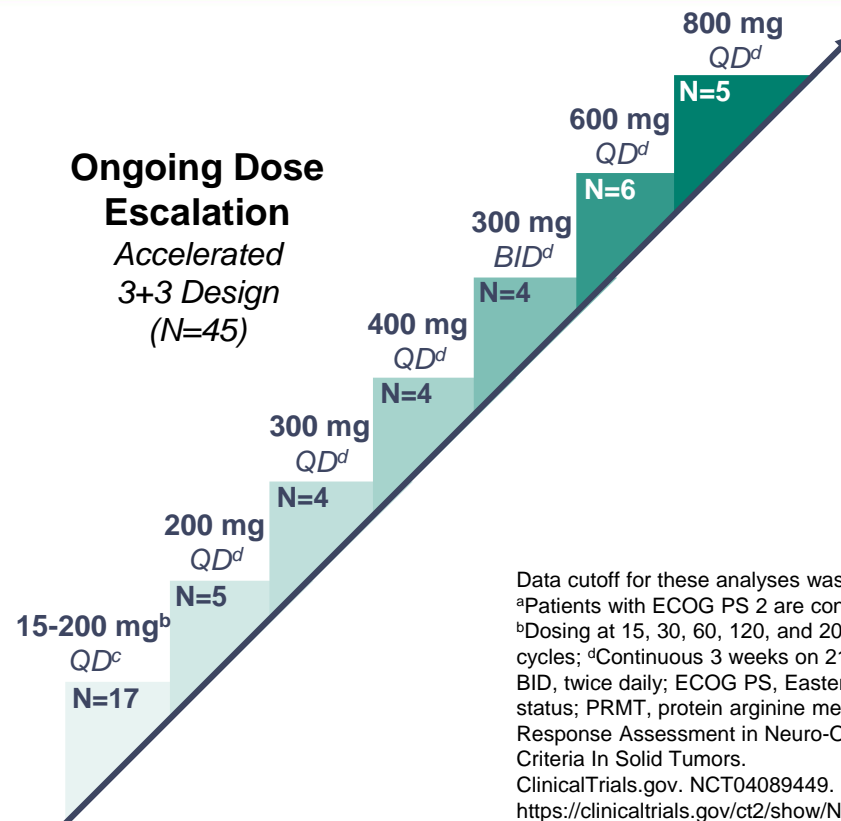 800 mg
QDᵈ
N=5
600 mg
QDᵈ
N=6
Ongoing Dose
Escalation
Accelerated
3+3 Design
(N=45)
300 mg
BIDᵈ
N=4
400 mg
QDᵈ
N=4
300 mg
QDᵈ
N=4
200 mg
QDᵈ
N=5
15-200 mgᵇ
QDᶜ
N=17
Data cutoff for these analyses was
ᵃPatients with ECOG PS 2 are con
ᵇDosing at 15, 30, 60, 120, and 20
cycles; ᵈContinuous 3 weeks on 21
BID, twice daily; ECOG PS, Easter
status; PRMT, protein arginine me
Response Assessment in Neuro-O
Criteria In Solid Tumors.
ClinicalTrials.gov. NCT04089449.
https://clinicaltrials.gov/ct2/show/N